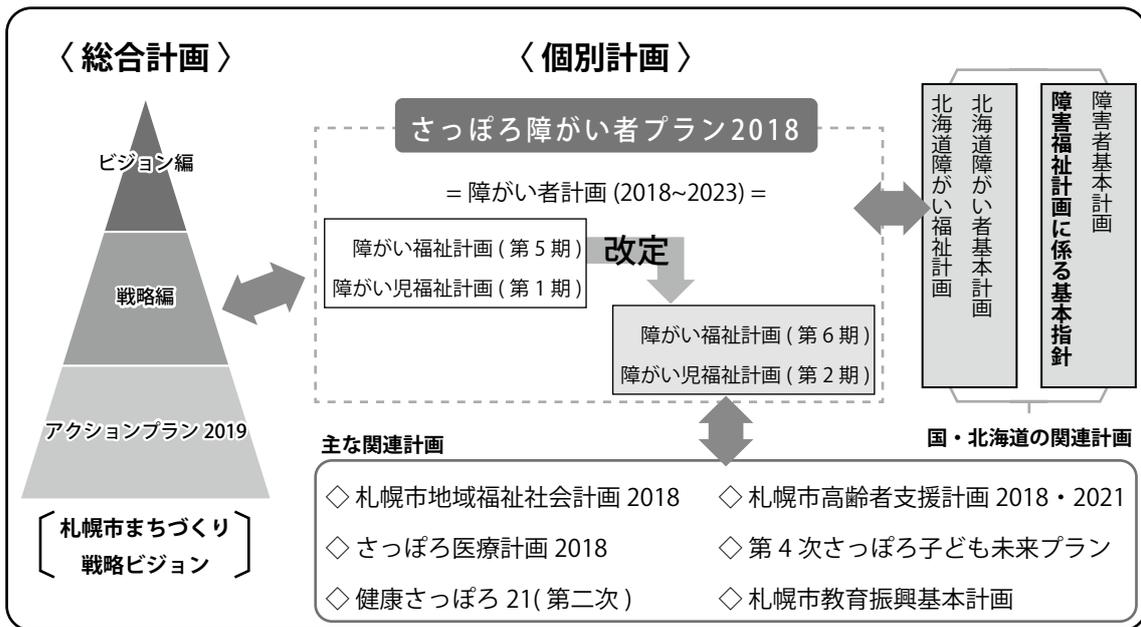 〈 総合計画 〉
ビジョン編
戦略編
アクションプラン 2019
札幌市まちづくり
戦略ビジョン
〈 個別計画 〉
さっぽろ障がい者プラン 2018
= 障がい者計画 (2018~2023) =
障がい福祉計画 ( 第 5 期 )
障がい児福祉計画 ( 第 1 期 )
改定
障がい福祉計画 ( 第 6 期 )
障がい児福祉計画 ( 第 2 期 )
障害者基本計画
障害福祉計画に係る基本指針
北海道障がい者基本計画
北海道障がい福祉計画
国・北海道の関連計画
主な関連計画
◇ 札幌市地域福祉社会計画 2018
◇ さっぽろ医療計画 2018
◇ 健康さっぽろ 21( 第二次 )
◇ 札幌市高齢者支援計画 2018・2021
◇ 第 4 次さっぽろ子ども未来プラン
◇ 札幌市教育振興基本計画